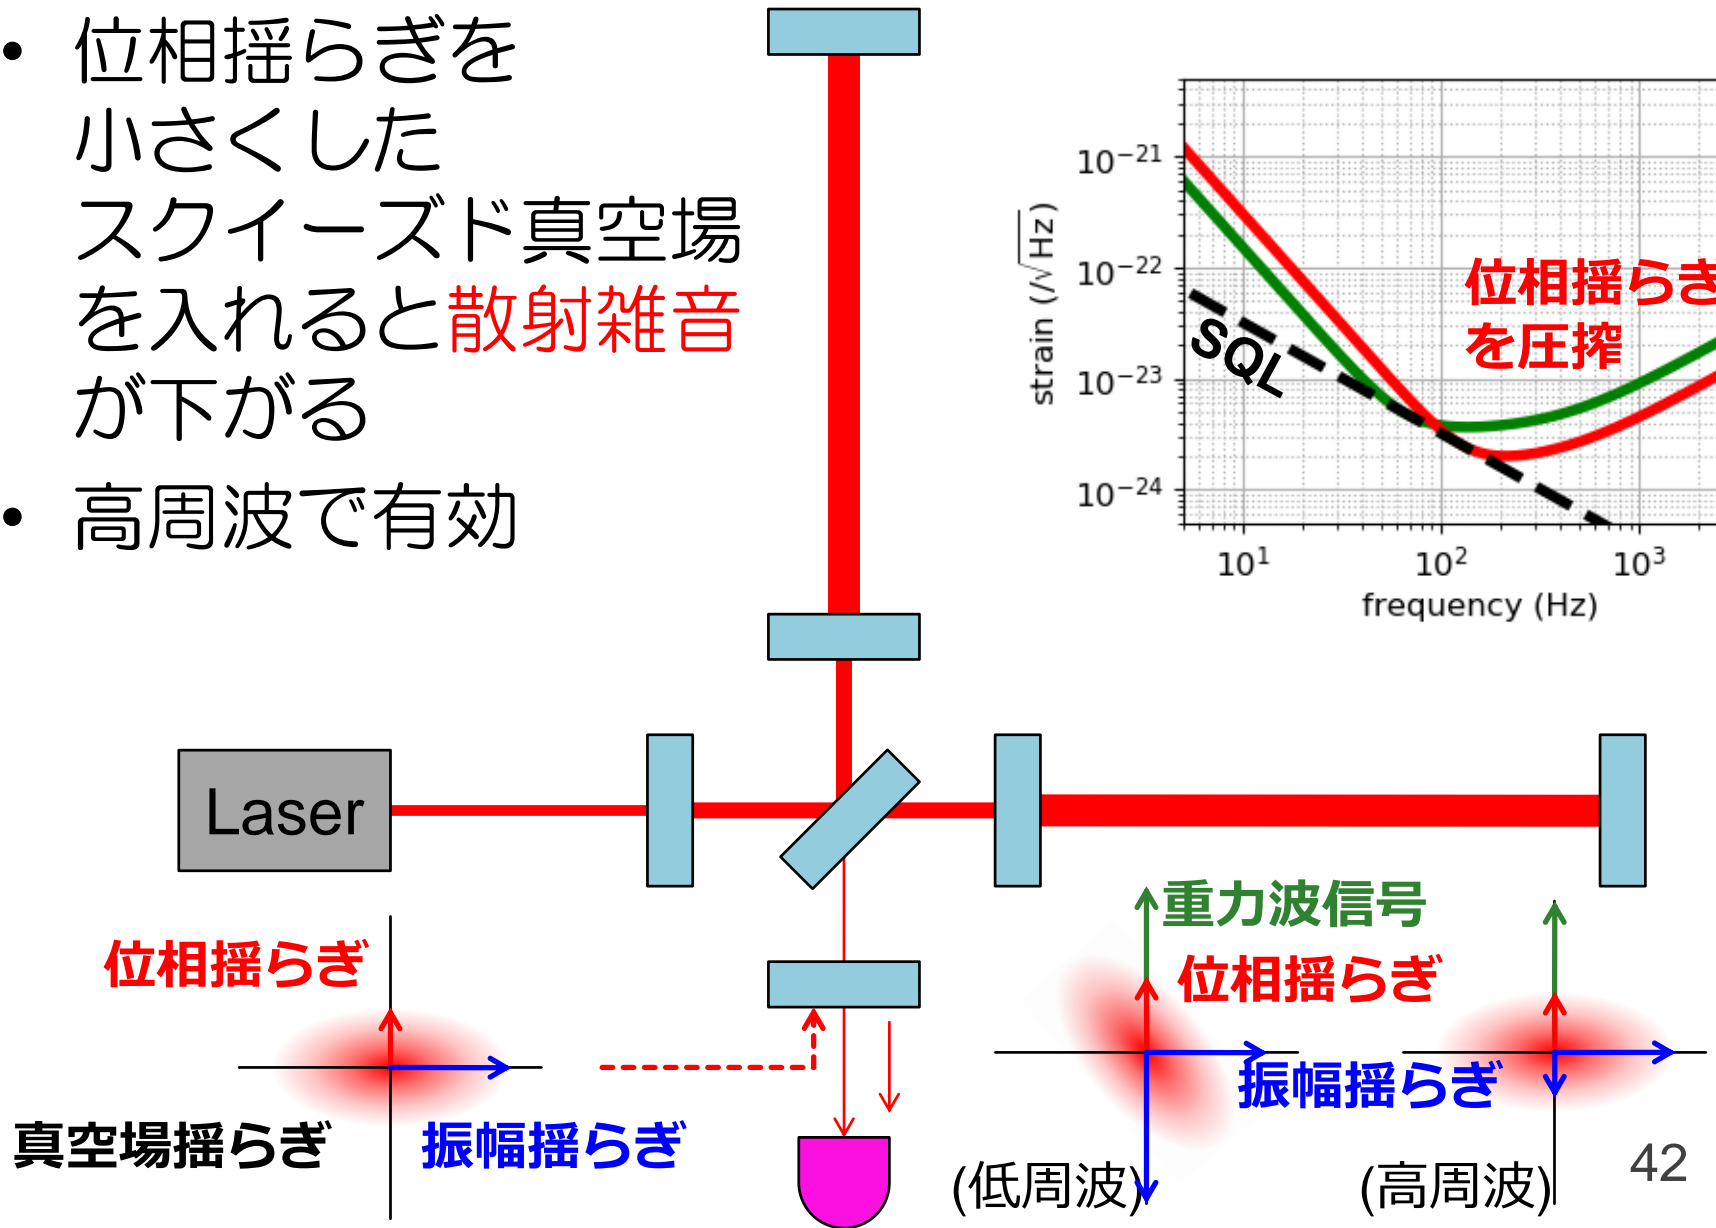 • 位相揺らぎを
小さくした
スクイーズド真空場
を入れると散射雑音
が下がる
• 高周波で有効
10⁻²¹
10⁻²²
10⁻²³
10⁻²⁴
strain (/√Hz)
SQL
位相揺らぎ
を圧搾
10¹ 10² 10³
frequency (Hz)
Laser
重力波信号
位相揺らぎ
位相揺らぎ
振幅揺らぎ
真空場揺らぎ
振幅揺らぎ
(低周波)
(高周波)
42